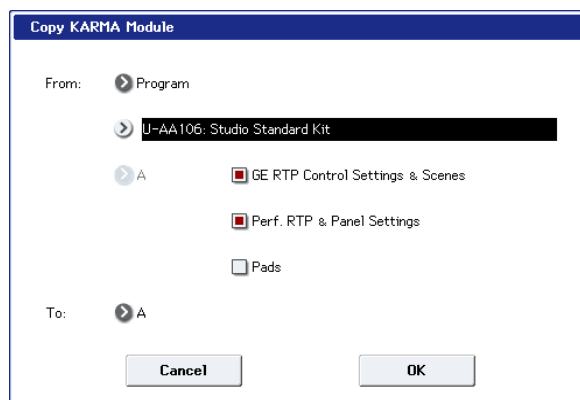 Copy KARMA Module
From: Program
U-AA106: Studio Standard Kit
A GE RTP Control Settings & Scenes
Perf. RTP & Panel Settings
Pads
To: A
Cancel OK